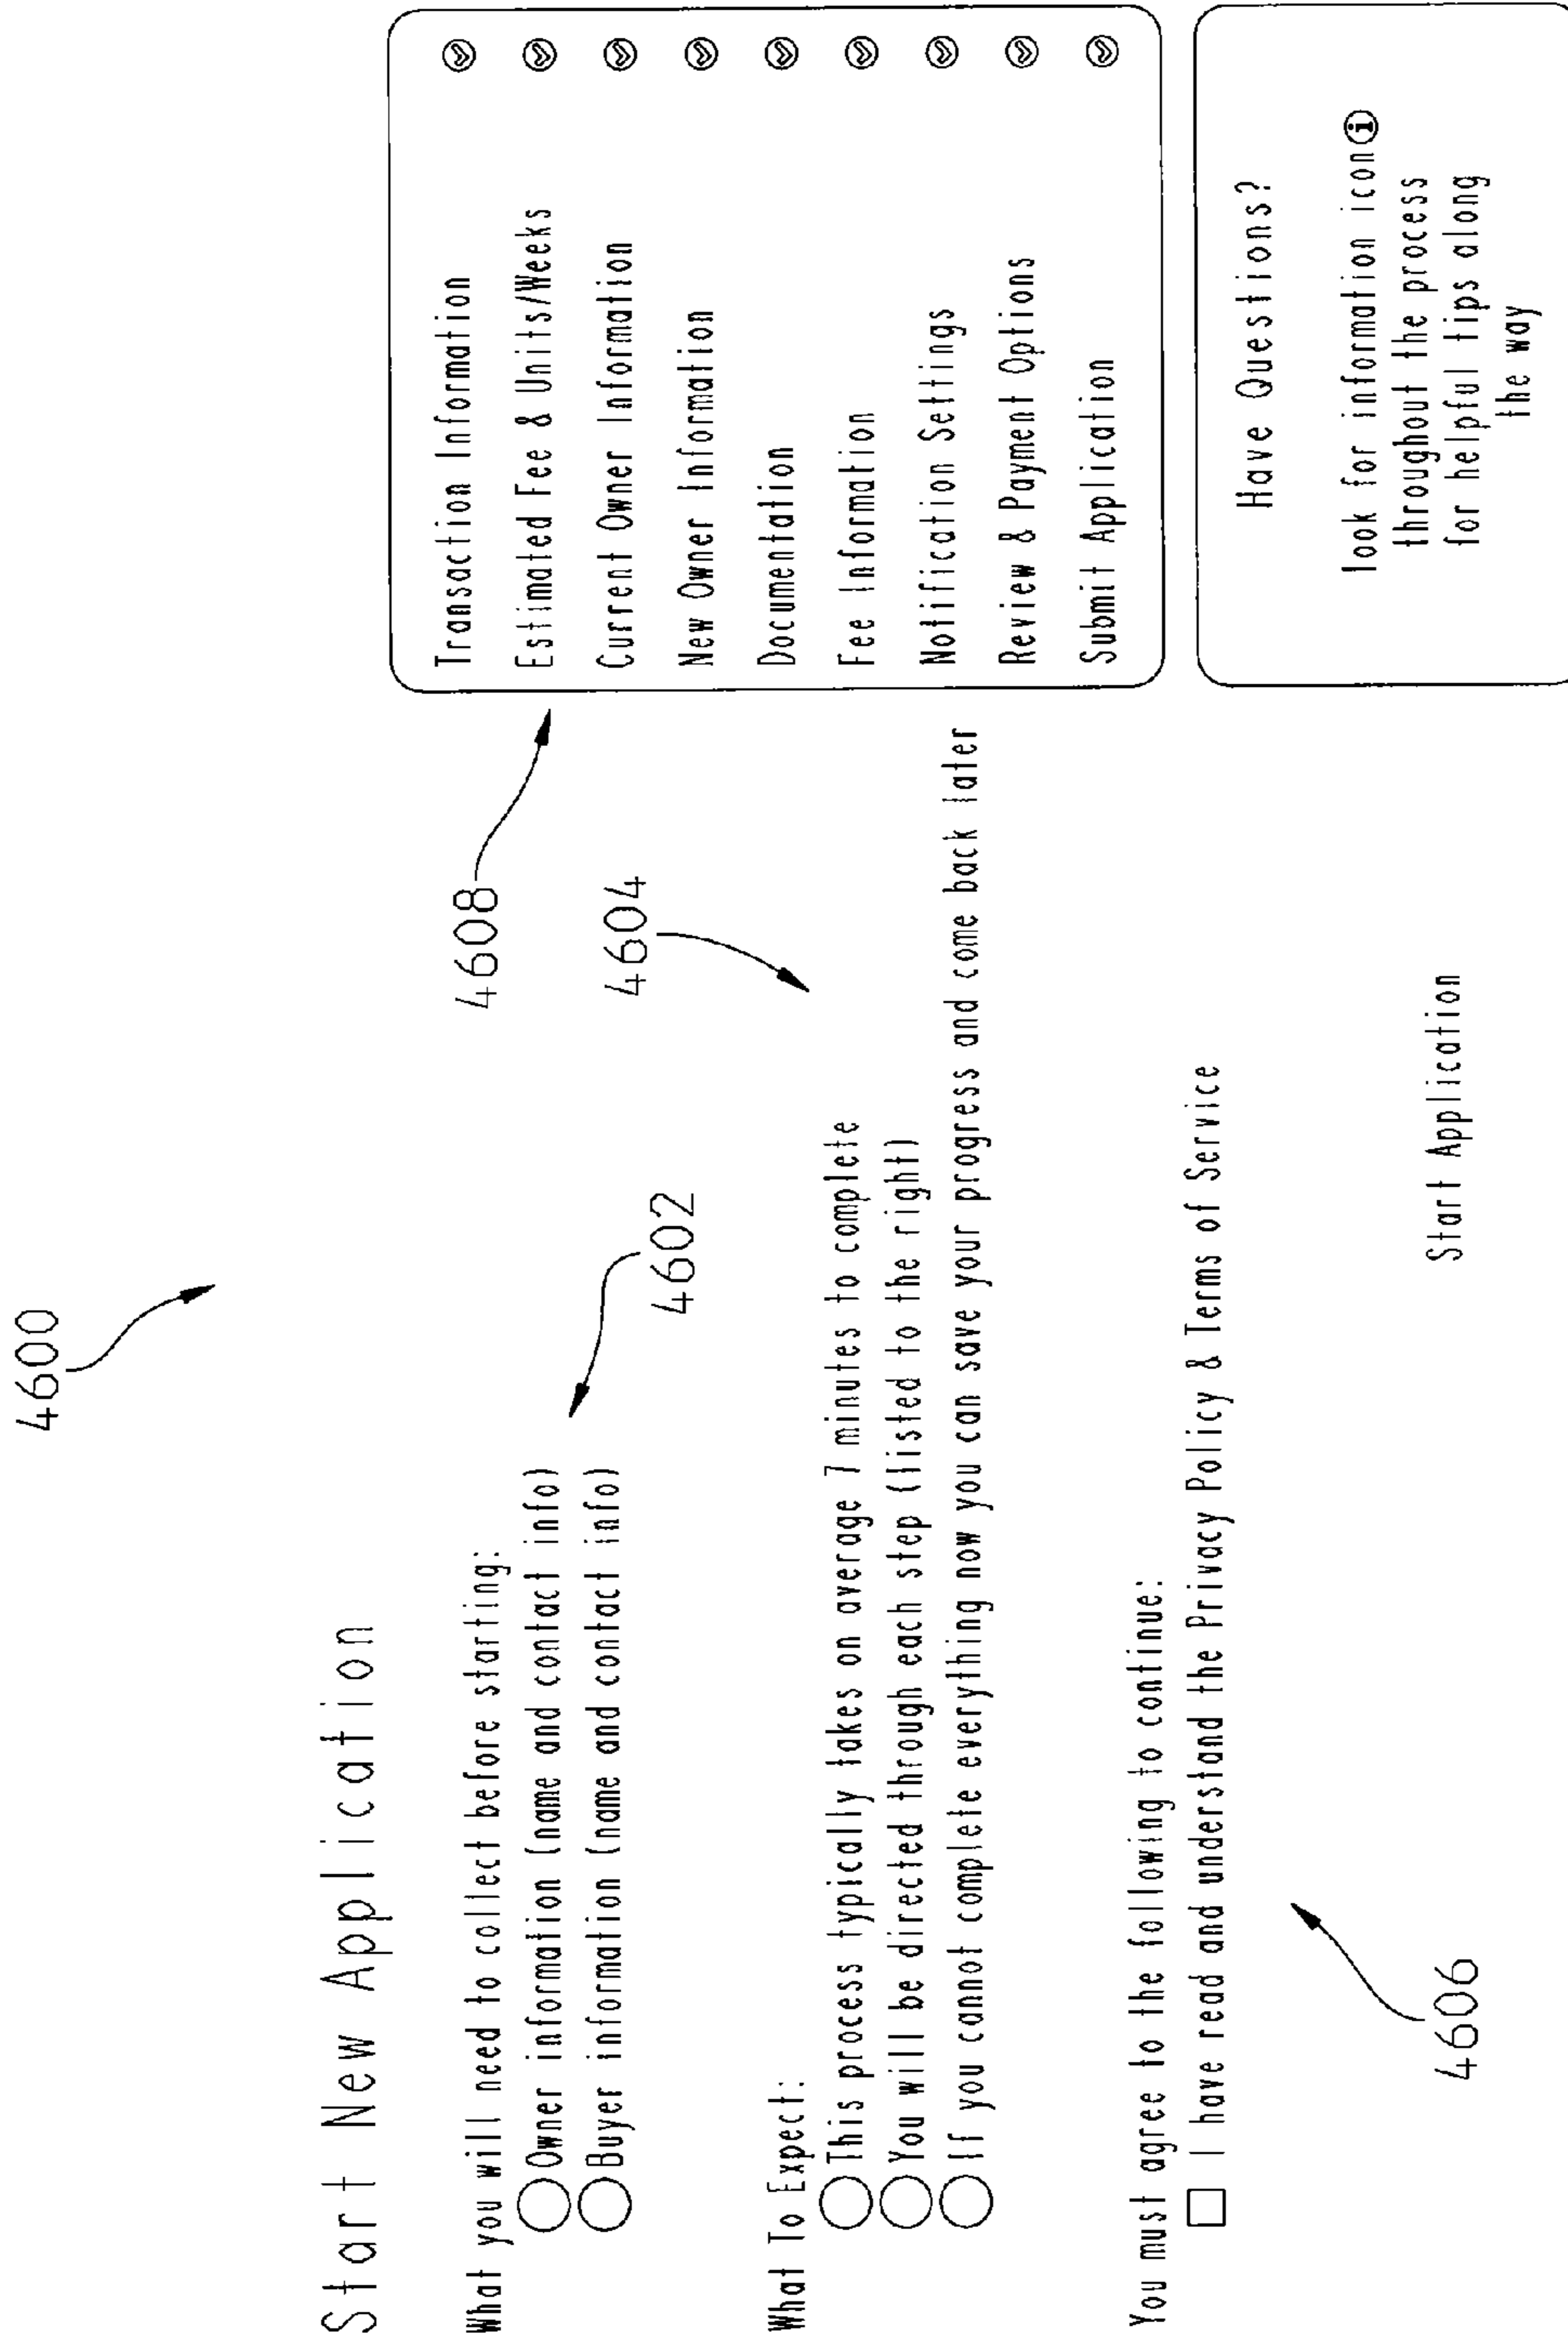 4600
Start New Application
What you will need to collect before starting:
Owner information (name and contact info)
Buyer information (name and contact info)
4602
What To Expect:
This process typically takes on average 7 minutes to complete
You will be directed through each step (listed to the right)
If you cannot complete everything now you can save your progress and come back later
4604
You must agree to the following to continue:
I have read and understand the Privacy Policy & Terms of Service
4606
Start Application
4608
Transaction Information
Estimated Fee & Units/Weeks
Current Owner Information
New Owner Information
Documentation
Fee Information
Notification Settings
Review & Payment Options
Submit Application
Have Questions?
look for information icon i
throughout the process
for helpful tips along
the way